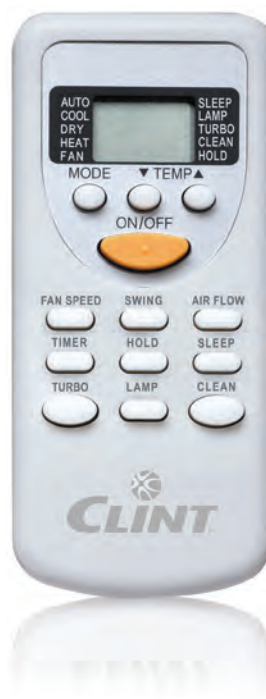 AUTO SLEEP
COOL LAMP
DRY TURBO
HEAT CLEAN
FAN HOLD
MODE ▼ TEMP▲
ON/OFF
FAN SPEED SWING AIR FLOW
TIMER HOLD SLEEP
TURBO LAMP CLEAN
CLINT